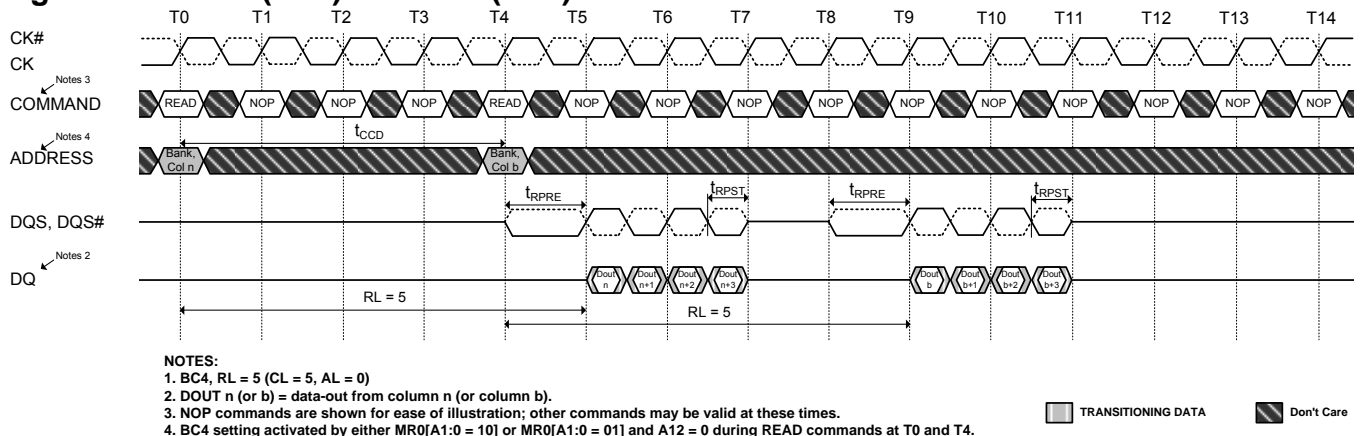 T0 T1 T2 T3 T4 T5 T6 T7 T8 T9 T10 T11 T12 T13 T14
CK#
CK
Notes 3
COMMAND READ NOP NOP NOP READ NOP NOP NOP NOP NOP NOP NOP NOP NOP NOP
tCCD
Notes 4
ADDRESS
Bank,
Col n
Bank,
Col b
tRPRE tRPST tRPRE tRPST
DQS, DQS#
Notes 2
DQ
Dout
n
Dout
n+1
Dout
n+2
Dout
n+3
Dout
b
Dout
b+1
Dout
b+2
Dout
b+3
RL = 5
RL = 5
NOTES:
1. BC4, RL = 5 (CL = 5, AL = 0)
2. DOUT n (or b) = data-out from column n (or column b).
3. NOP commands are shown for ease of illustration; other commands may be valid at these times.
4. BC4 setting activated by either MR0[A1:0 = 10] or MR0[A1:0 = 01] and A12 = 0 during READ commands at T0 and T4.
TRANSITIONING DATA
Don't Care